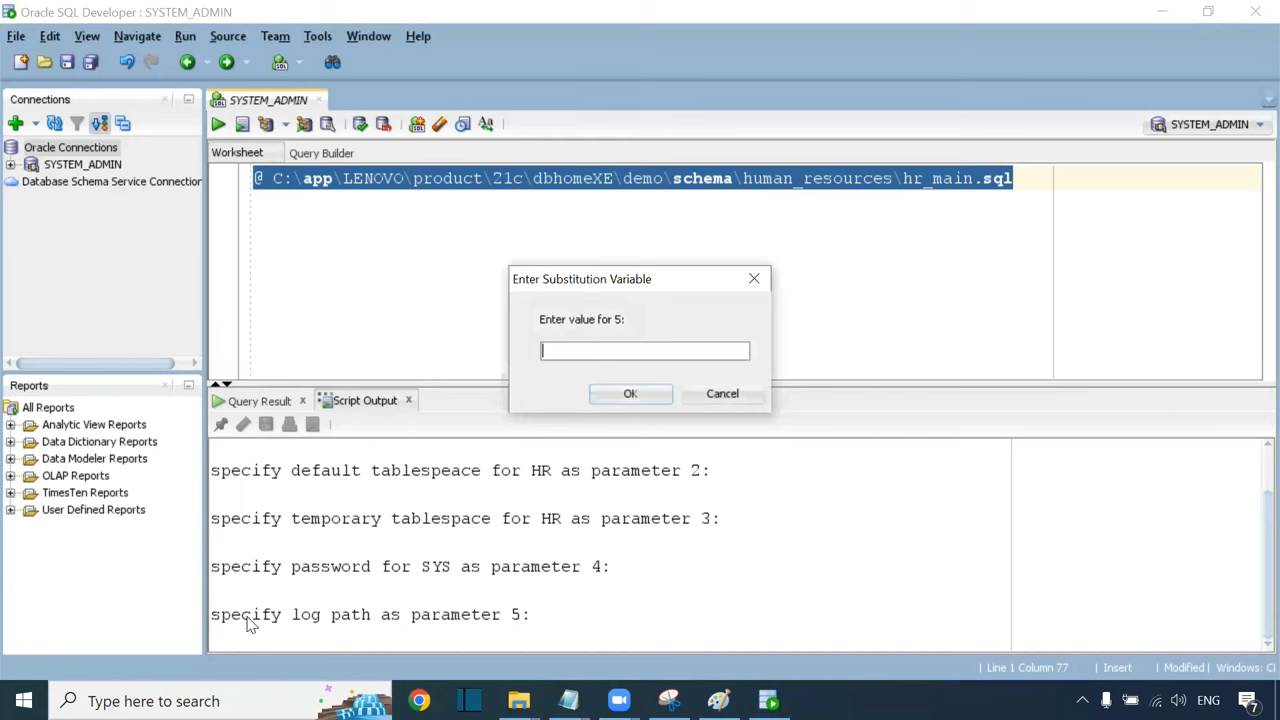 Oracle SQL Developer : SYSTEM_ADMIN
File Edit View Navigate Run Source Team Tools Window Help
Connections
Oracle Connections
SYSTEM_ADMIN
Database Schema Service Connection
Reports
All Reports
Analytic View Reports
Data Dictionary Reports
Data Modeler Reports
OLAP Reports
TimesTen Reports
User Defined Reports
SYSTEM_ADMIN
SYSTEM_ADMIN
Worksheet Query Builder
@ C:\app\LENOVO\product\21c\dbhomeXE\demo\schema\human_resources\hr_main.sql
Enter Substitution Variable
Enter value for 5:
OK Cancel
Query Result Script Output
specify default tablespeace for HR as parameter 2:
specify temporary tablespace for HR as parameter 3:
specify password for SYS as parameter 4:
specify log path as parameter 5:
Line 1 Column 77 Insert Modified Windows: Cl
Type here to search
ENG
7